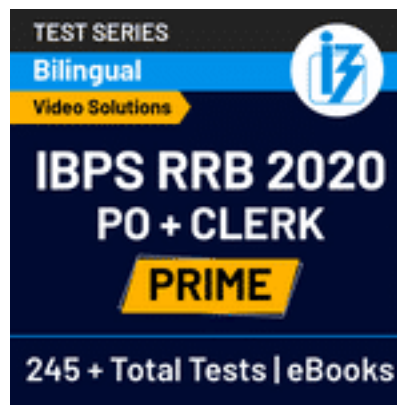 TEST SERIES
Bilingual
Video Solutions
IBPS RRB 2020
PO + CLERK
PRIME
245 + Total Tests | eBooks